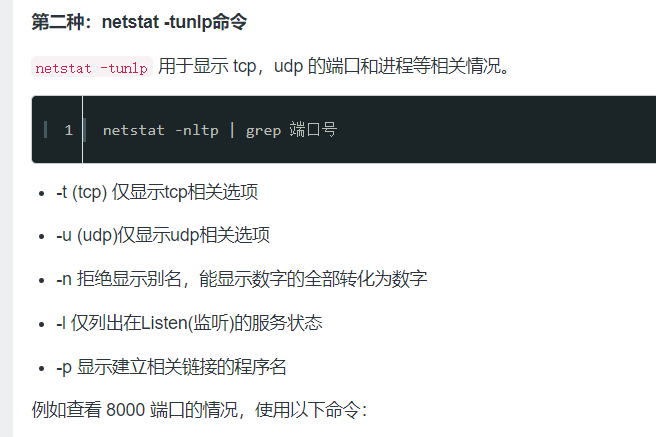 第二种：netstat -tunlp命令
netstat -tunlp 用于显示 tcp，udp 的端口和进程等相关情况。
1 netstat -nltp | grep 端口号
• -t (tcp) 仅显示tcp相关选项
• -u (udp)仅显示udp相关选项
• -n 拒绝显示别名，能显示数字的全部转化为数字
• -l 仅列出在Listen(监听)的服务状态
• -p 显示建立相关链接的程序名
例如查看 8000 端口的情况，使用以下命令：